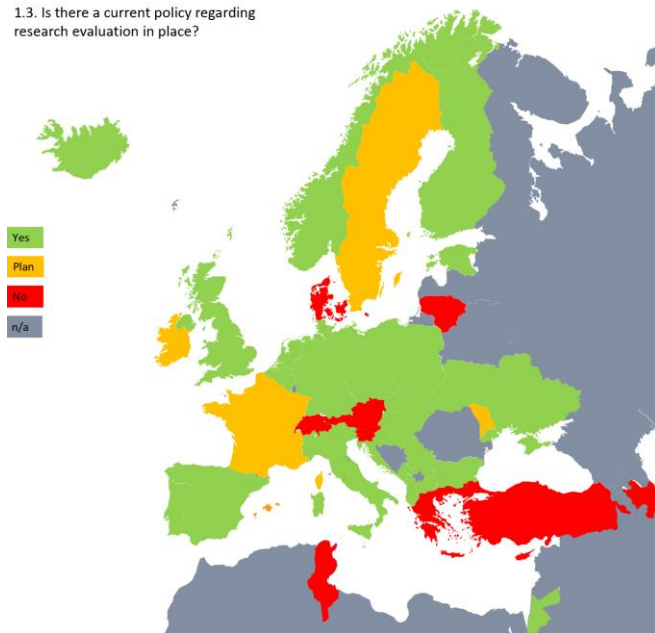 1.3. Is there a current policy regarding
research evaluation in place?
Yes
Plan
No
n/a